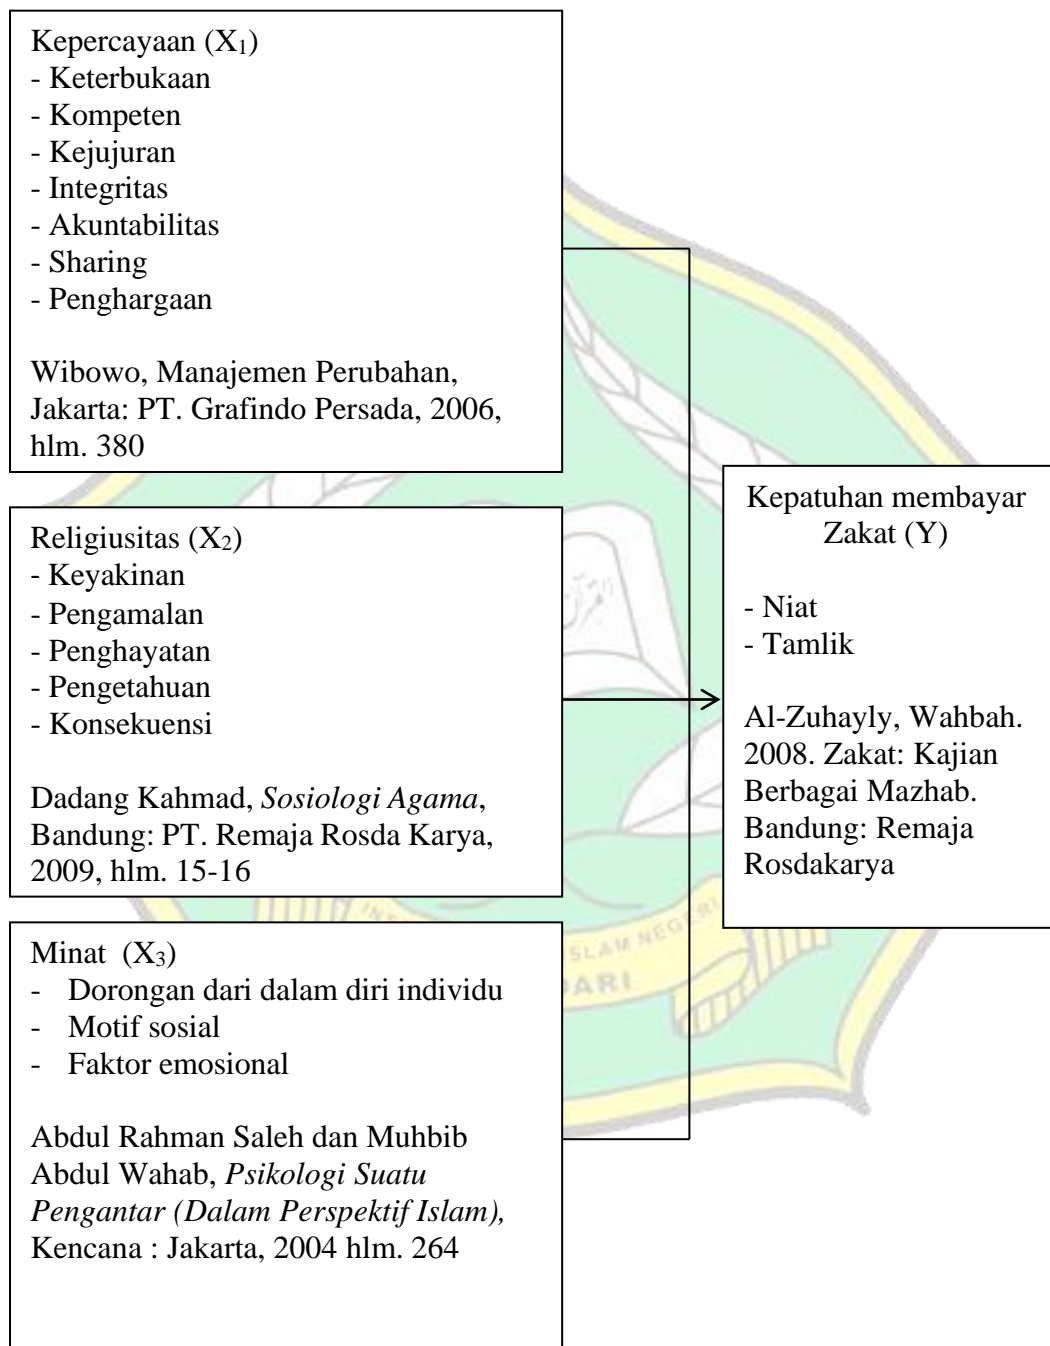 Kepercayaan (X₁)
- Keterbukaan
- Kompeten
- Kejujuran
- Integritas
- Akuntabilitas
- Sharing
- Penghargaan
Wibowo, Manajemen Perubahan,
Jakarta: PT. Grafindo Persada, 2006,
hlm. 380
Religiusitas (X₂)
- Keyakinan
- Pengamalan
- Penghayatan
- Pengetahuan
- Konsekuensi
Dadang Kahmad, Sosiologi Agama,
Bandung: PT. Remaja Rosda Karya,
2009, hlm. 15-16
Minat (X₃)
- Dorongan dari dalam diri individu
- Motif sosial
- Faktor emosional
Abdul Rahman Saleh dan Muhbib
Abdul Wahab, Psikologi Suatu
Pengantar (Dalam Perspektif Islam),
Kencana : Jakarta, 2004 hlm. 264
Kepatuhan membayar
Zakat (Y)
- Niat
- Tamlik
Al-Zuhayly, Wahbah.
2008. Zakat: Kajian
Berbagai Mazhab.
Bandung: Remaja
Rosdakarya
ISLAM NEGERI
DARI